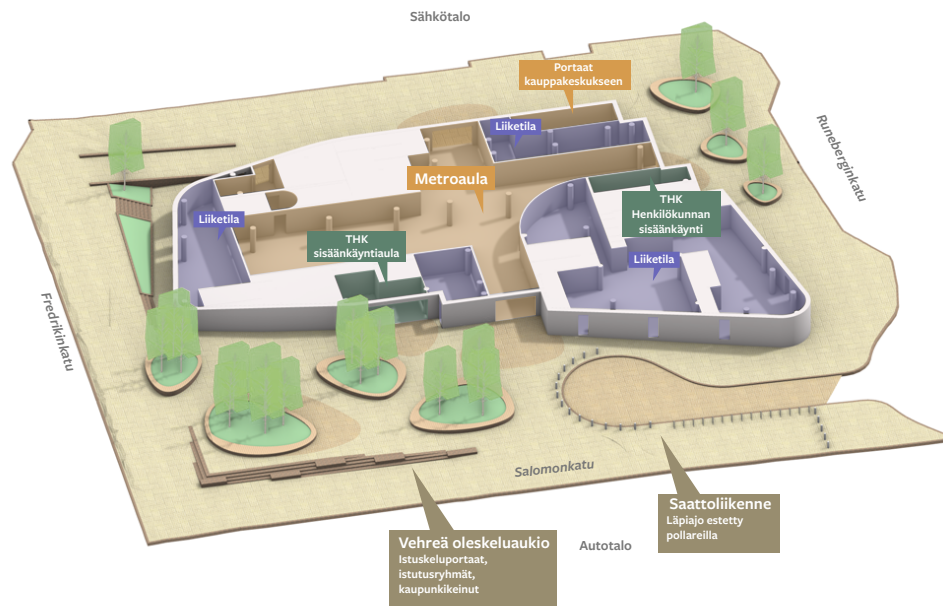 Sähkötalo
Portaat
kauppakeskukseen
Liiketila
Runeberginkatu
Metroaula
THK
Henkilökunnan
sisäänkäynti
Liiketila
THK
sisäänkäyntiaula
Liiketila
Fredrikinkatu
Salomonkatu
Saattoliikenne
Läpiajo estetty
pollareilla
Vehreä oleskeluaukio
Istuskeluportaat,
istutusryhmät,
kaupunkikeinut
Autotalo